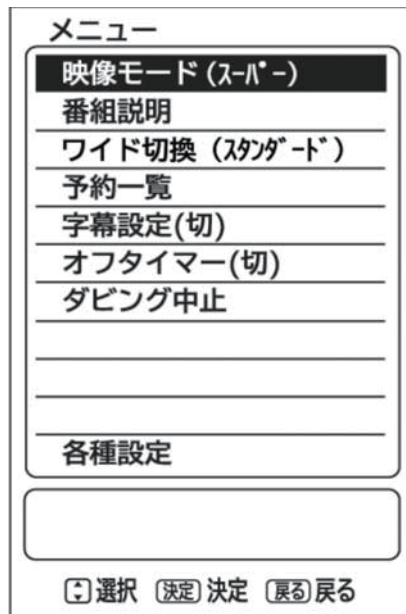 メニュー
映像モード(ｽｰﾊﾟｰ)
番組説明
ワイド切換 (ｽﾀﾝﾀﾞｰﾄﾞ)
予約一覧
字幕設定(切)
オフタイマー(切)
ダビング中止
各種設定
選択 決定 決定 戻る 戻る